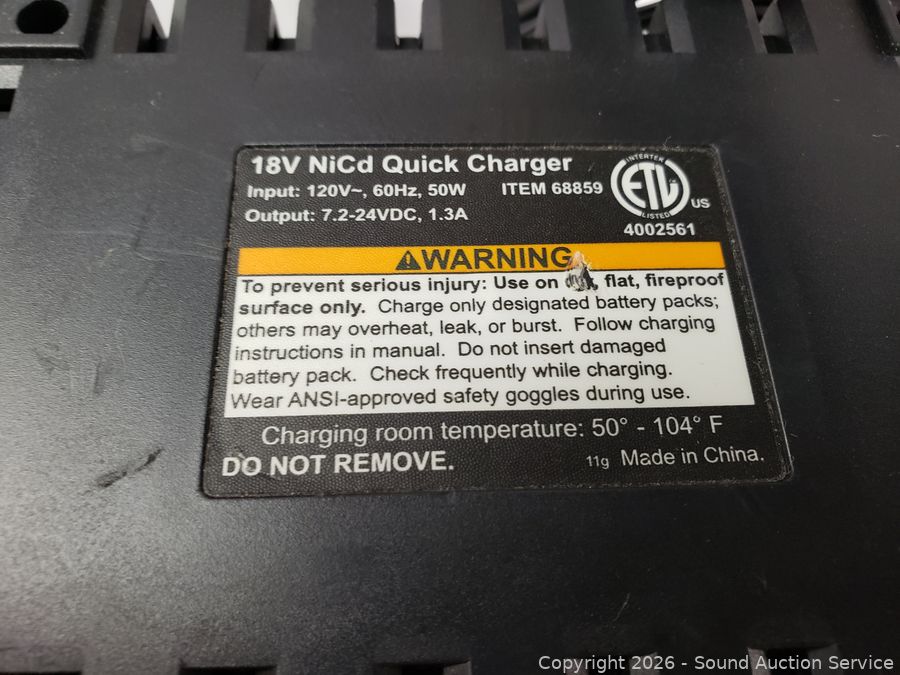 18V NiCd Quick Charger
Input: 120V~, 60Hz, 50W ITEM 68859
Output: 7.2-24VDC, 1.3A
INTERTEK
ETL
LISTED
US
4002561
WARNING
To prevent serious injury: Use on flat, fireproof
surface only. Charge only designated battery packs;
others may overheat, leak, or burst. Follow charging
instructions in manual. Do not insert damaged
battery pack. Check frequently while charging.
Wear ANSI-approved safety goggles during use.
Charging room temperature: 50° - 104° F
DO NOT REMOVE. 11g Made in China.
Copyright 2026 - Sound Auction Service